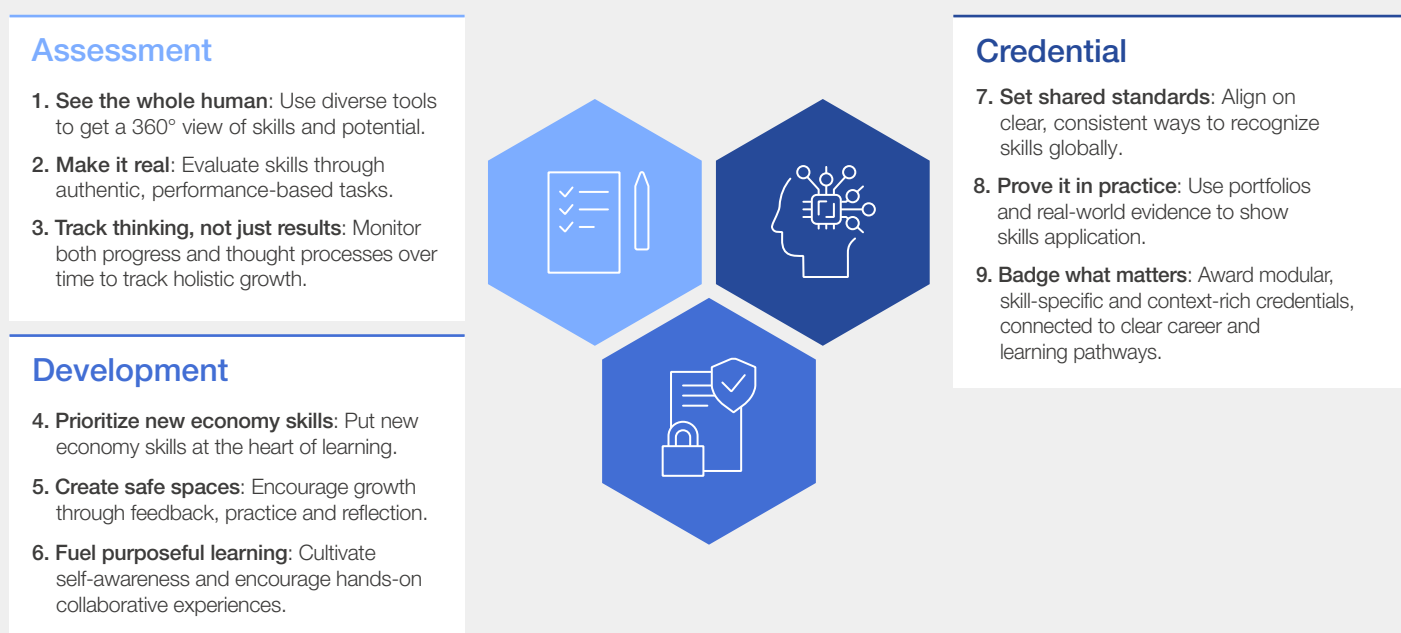 Assessment
1. See the whole human: Use diverse tools
to get a 360° view of skills and potential.
2. Make it real: Evaluate skills through
authentic, performance-based tasks.
3. Track thinking, not just results: Monitor
both progress and thought processes over
time to track holistic growth.
Development
4. Prioritize new economy skills: Put new
economy skills at the heart of learning.
5. Create safe spaces: Encourage growth
through feedback, practice and reflection.
6. Fuel purposeful learning: Cultivate
self-awareness and encourage hands-on
collaborative experiences.
Credential
7. Set shared standards: Align on
clear, consistent ways to recognize
skills globally.
8. Prove it in practice: Use portfolios
and real-world evidence to show
skills application.
9. Badge what matters: Award modular,
skill-specific and context-rich credentials,
connected to clear career and
learning pathways.